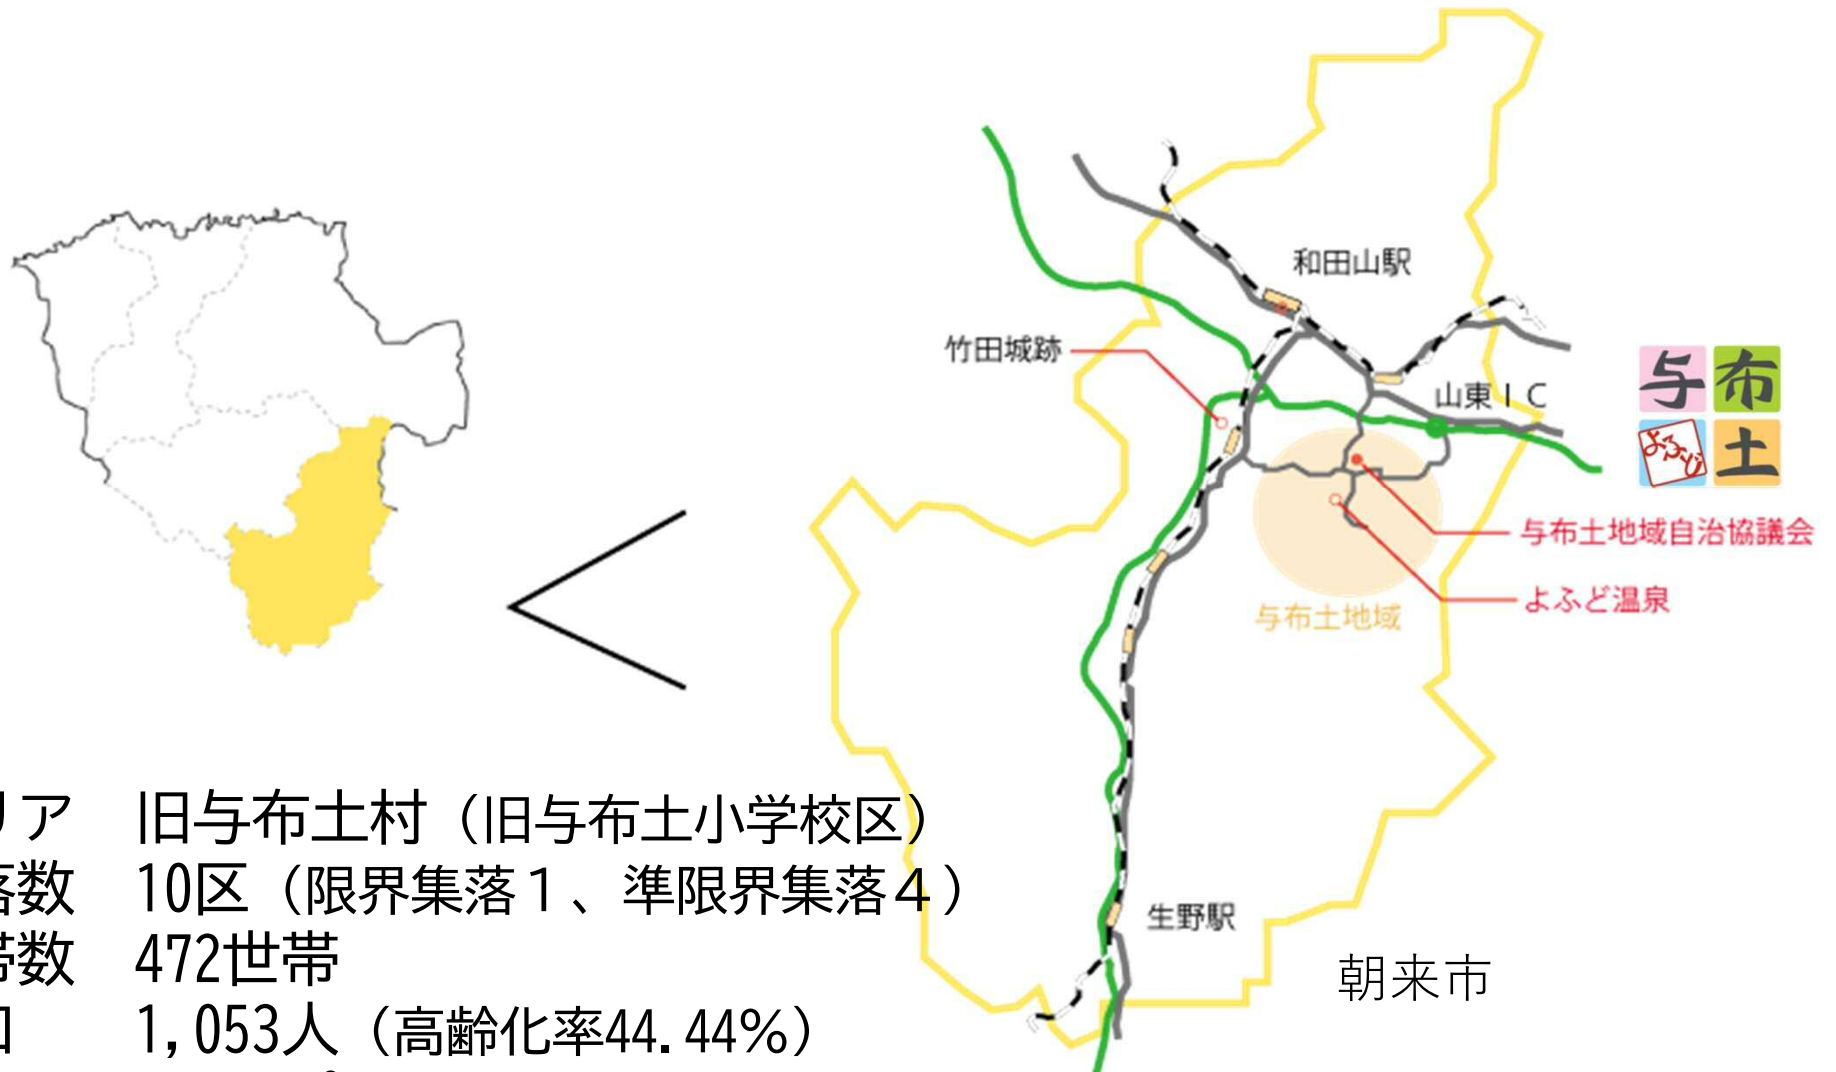 和田山駅
竹田城跡
山東IC
与布
よふど
土
与布土地域自治協議会
よふど温泉
与布土地域
リア 旧与布土村（旧与布土小学校区）
落数 10区（限界集落１、準限界集落４）
帯数 472世帯
口 1,053人（高齢化率44.44%）
生野駅
朝来市